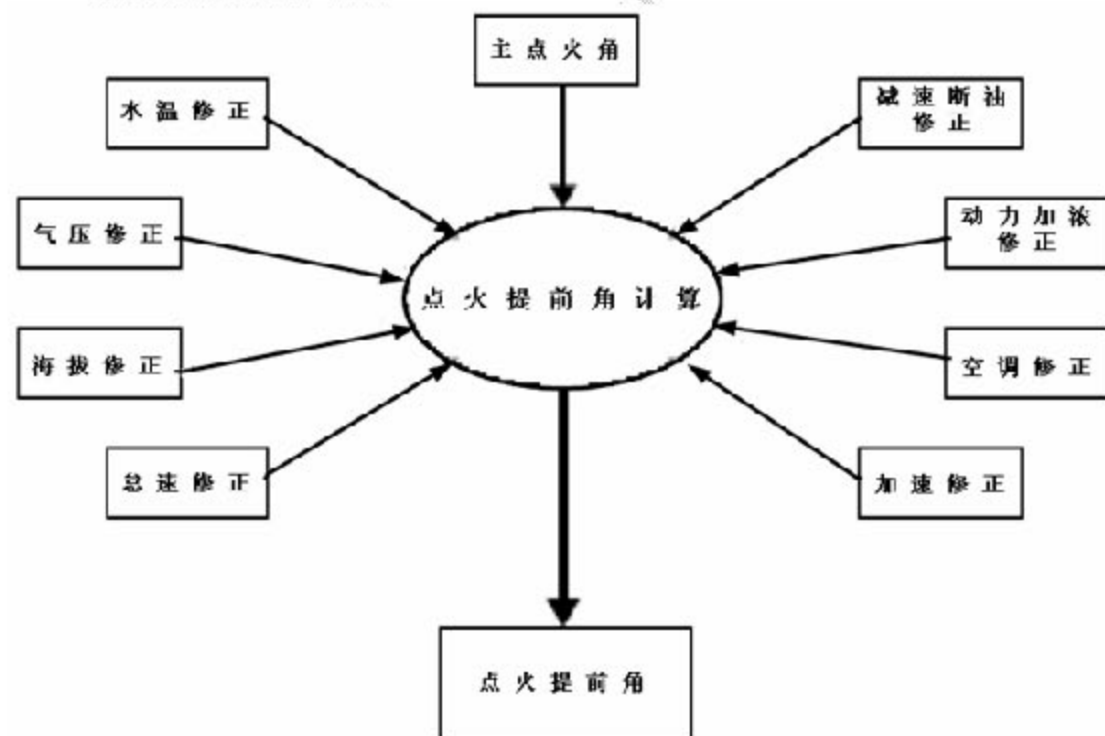 主点火角
水温修正
减速断油
修正
气压修正
动力加浓
修正
点火提前角计算
海拔修正
空调修正
怠速修正
加速修正
点火提前角